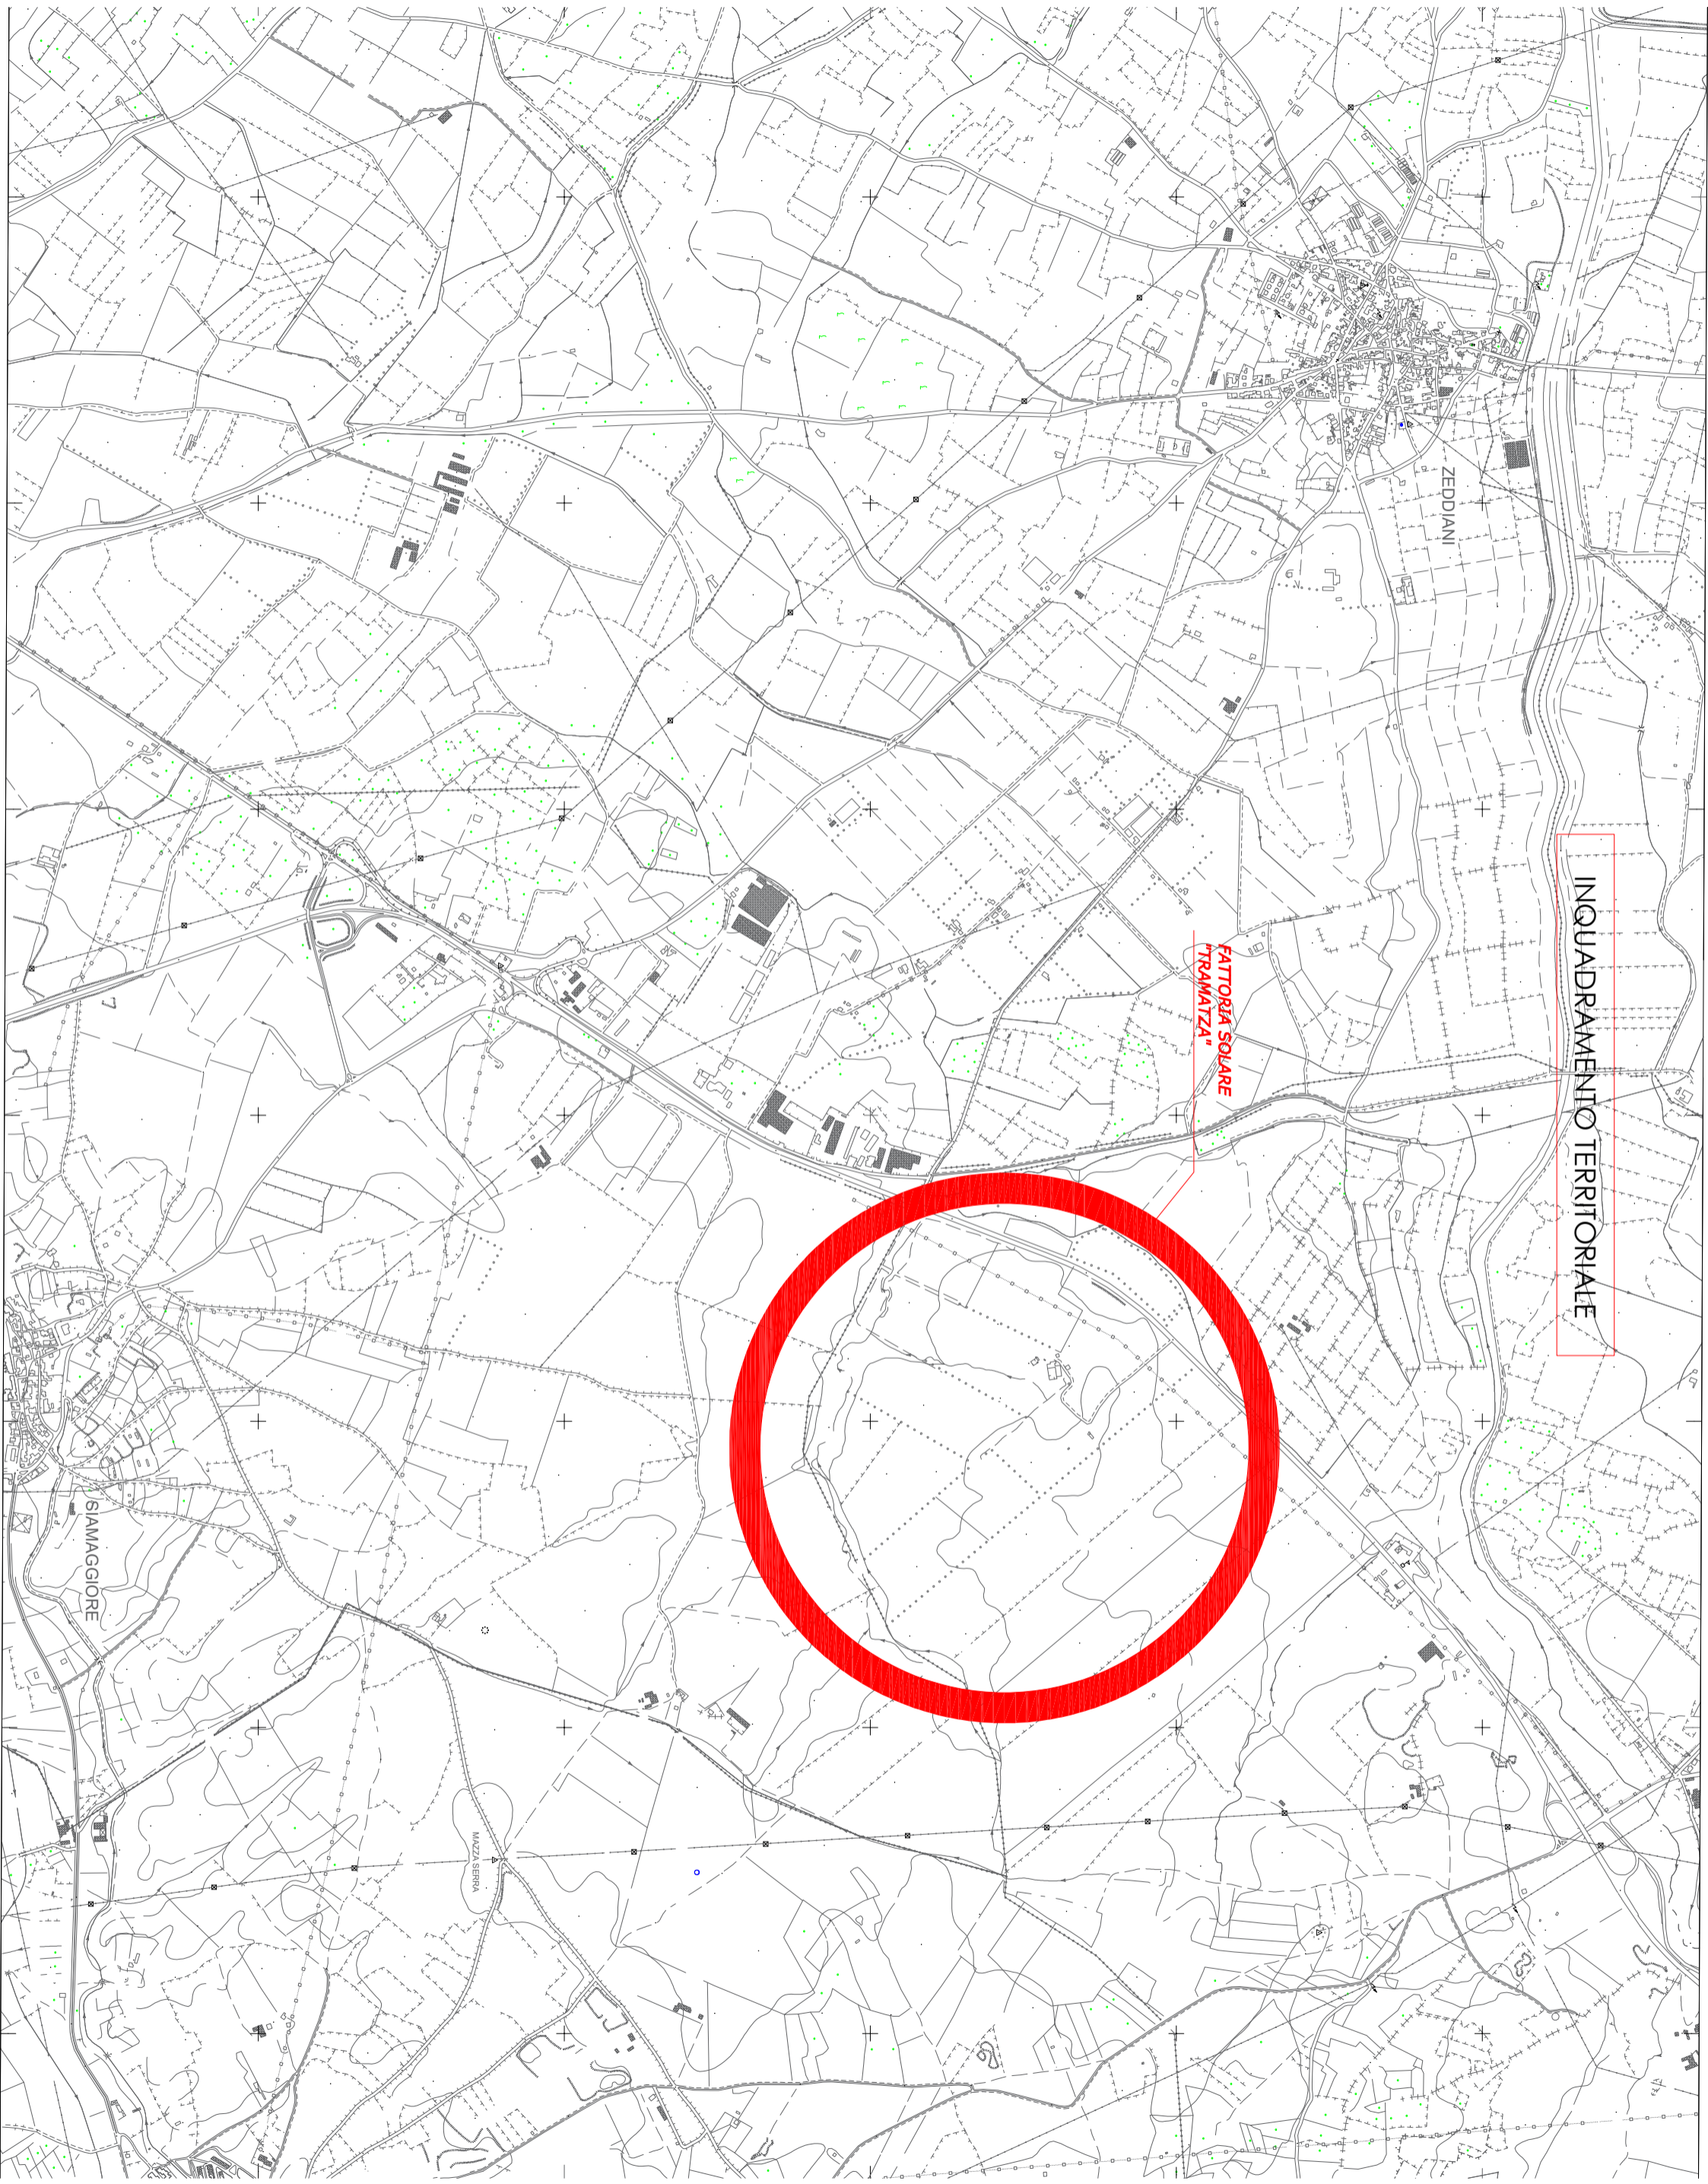 INQUADRAMENTO TERRITORIALE
ZEDDIANI
FATTORIA SOLARE
"TRAMATZA"
SIAMAGGIORE
MAZZA SERRA